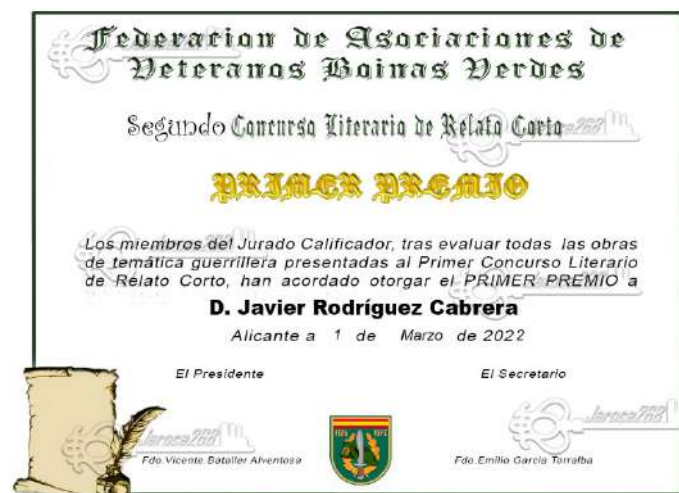 Federacion de Asociaciones de
Veteranos Boinas Verdes
Segundo Concurso Literario de Relato Corto
PRIMER PREMIO
Los miembros del Jurado Calificador, tras evaluar todas las obras
de temática guerrillera presentadas al Primer Concurso Literario
de Relato Corto, han acordado otorgar el PRIMER PREMIO a
D. Javier Rodríguez Cabrera
Alicante a 1 de Marzo de 2022
El Presidente El Secretario
Fdo.Vicente Bataller Alventosa Fdo.Emilio García Torralba